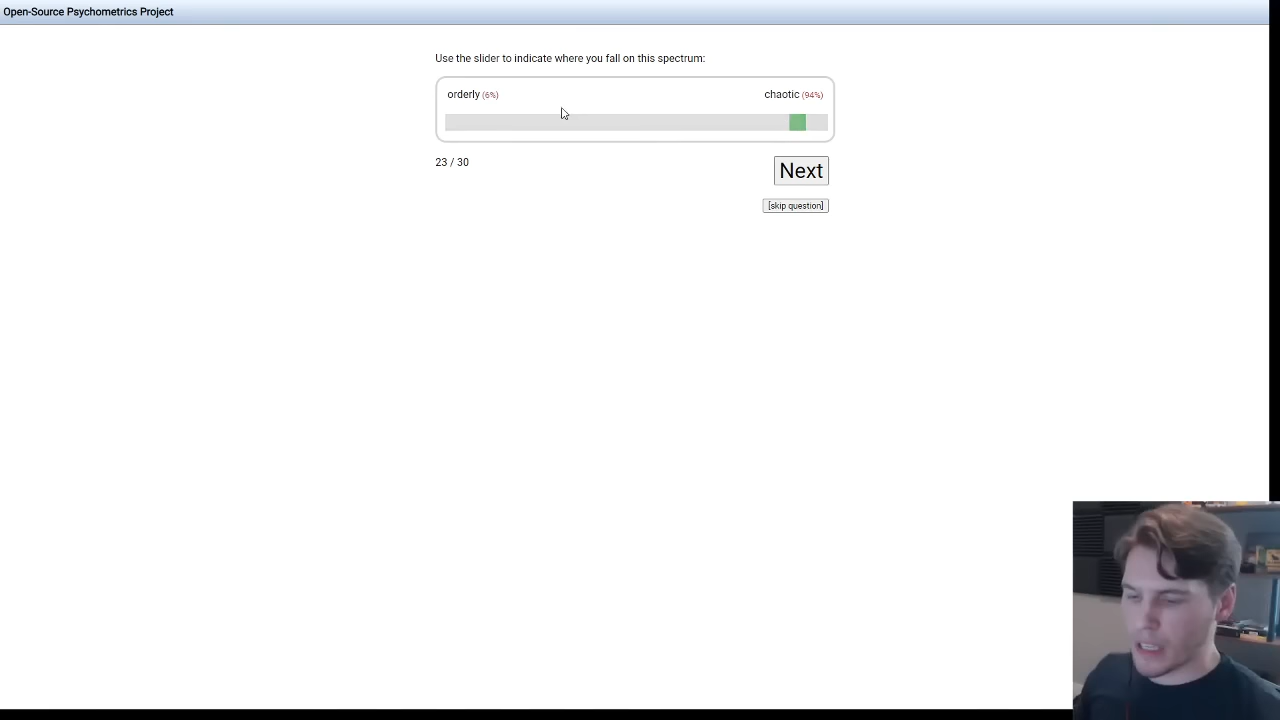 Open-Source Psychometrics Project
Use the slider to indicate where you fall on this spectrum:
orderly (6%) chaotic (94%)
23 / 30
Next
[skip question]